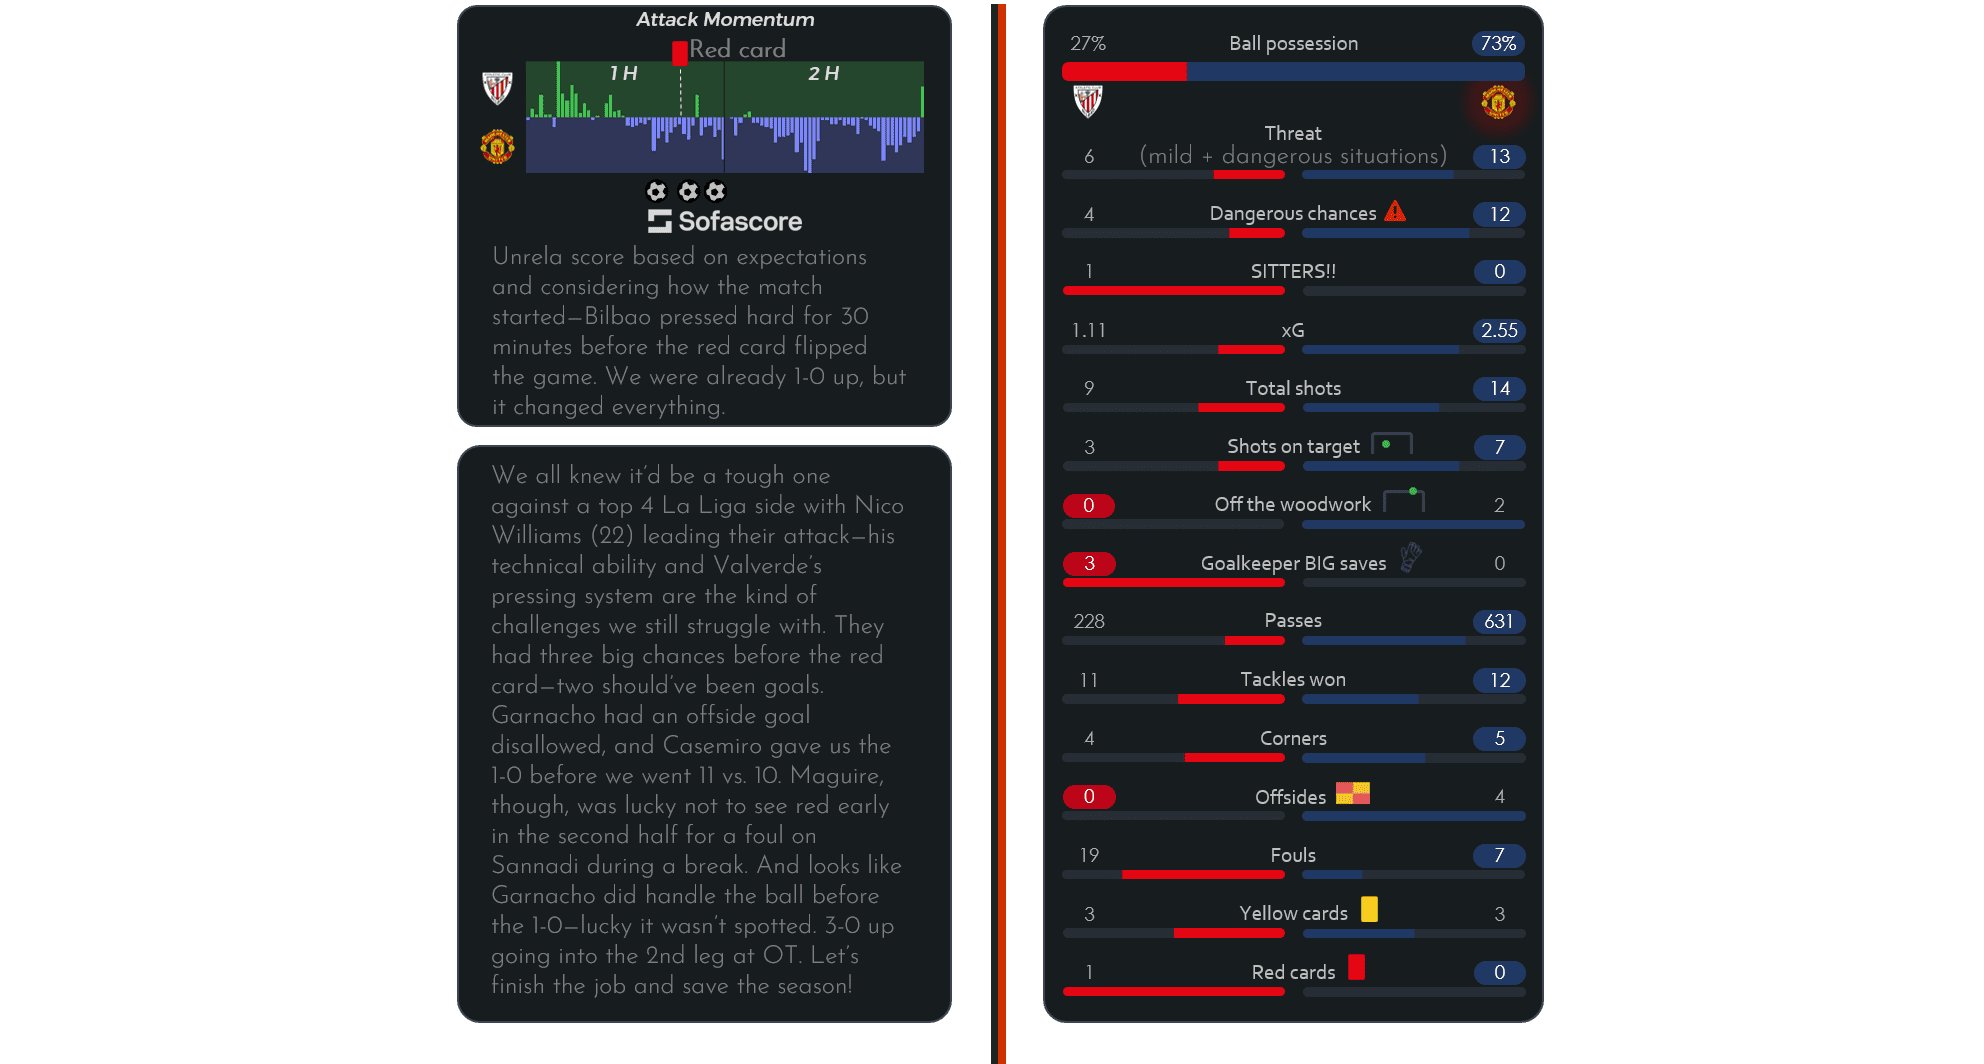 Attack Momentum
Red card
1 H
2 H
Sofascore
Unrela score based on expectations
and considering how the match
started—Bilbao pressed hard for 30
minutes before the red card flipped
the game. We were already 1-0 up, but
it changed everything.
We all knew it'd be a tough one
against a top 4 La Liga side with Nico
Williams (22) leading their attack—his
technical ability and Valverde's
pressing system are the kind of
challenges we still struggle with. They
had three big chances before the red
card—two should've been goals.
Garnacho had an offside goal
disallowed, and Casemiro gave us the
1-0 before we went 11 vs. 10. Maguire,
though, was lucky not to see red early
in the second half for a foul on
Sannadi during a break. And looks like
Garnacho did handle the ball before
the 1-0—lucky it wasn't spotted. 3-0 up
going into the 2nd leg at OT. Let's
finish the job and save the season!
27% Ball possession 73%
Threat
6 (mild + dangerous situations) 13
4 Dangerous chances 12
1 SITTERS!! 0
1.11 xG 2.55
9 Total shots 14
3 Shots on target 7
0 Off the woodwork 2
3 Goalkeeper BIG saves 0
228 Passes 631
11 Tackles won 12
4 Corners 5
0 Offsides 4
19 Fouls 7
3 Yellow cards 3
1 Red cards 0